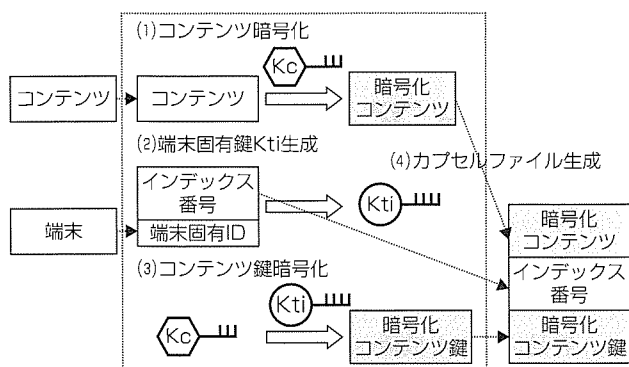 (1)コンテンツ暗号化
Kc
コンテンツ
コンテンツ
暗号化
コンテンツ
(2)端末固有鍵Kti生成
(4)カプセルファイル生成
インデックス
番号
端末固有ID
Kti
端末
暗号化
コンテンツ
インデックス
番号
暗号化
コンテンツ鍵
(3)コンテンツ鍵暗号化
Kti
Kc
暗号化
コンテンツ鍵